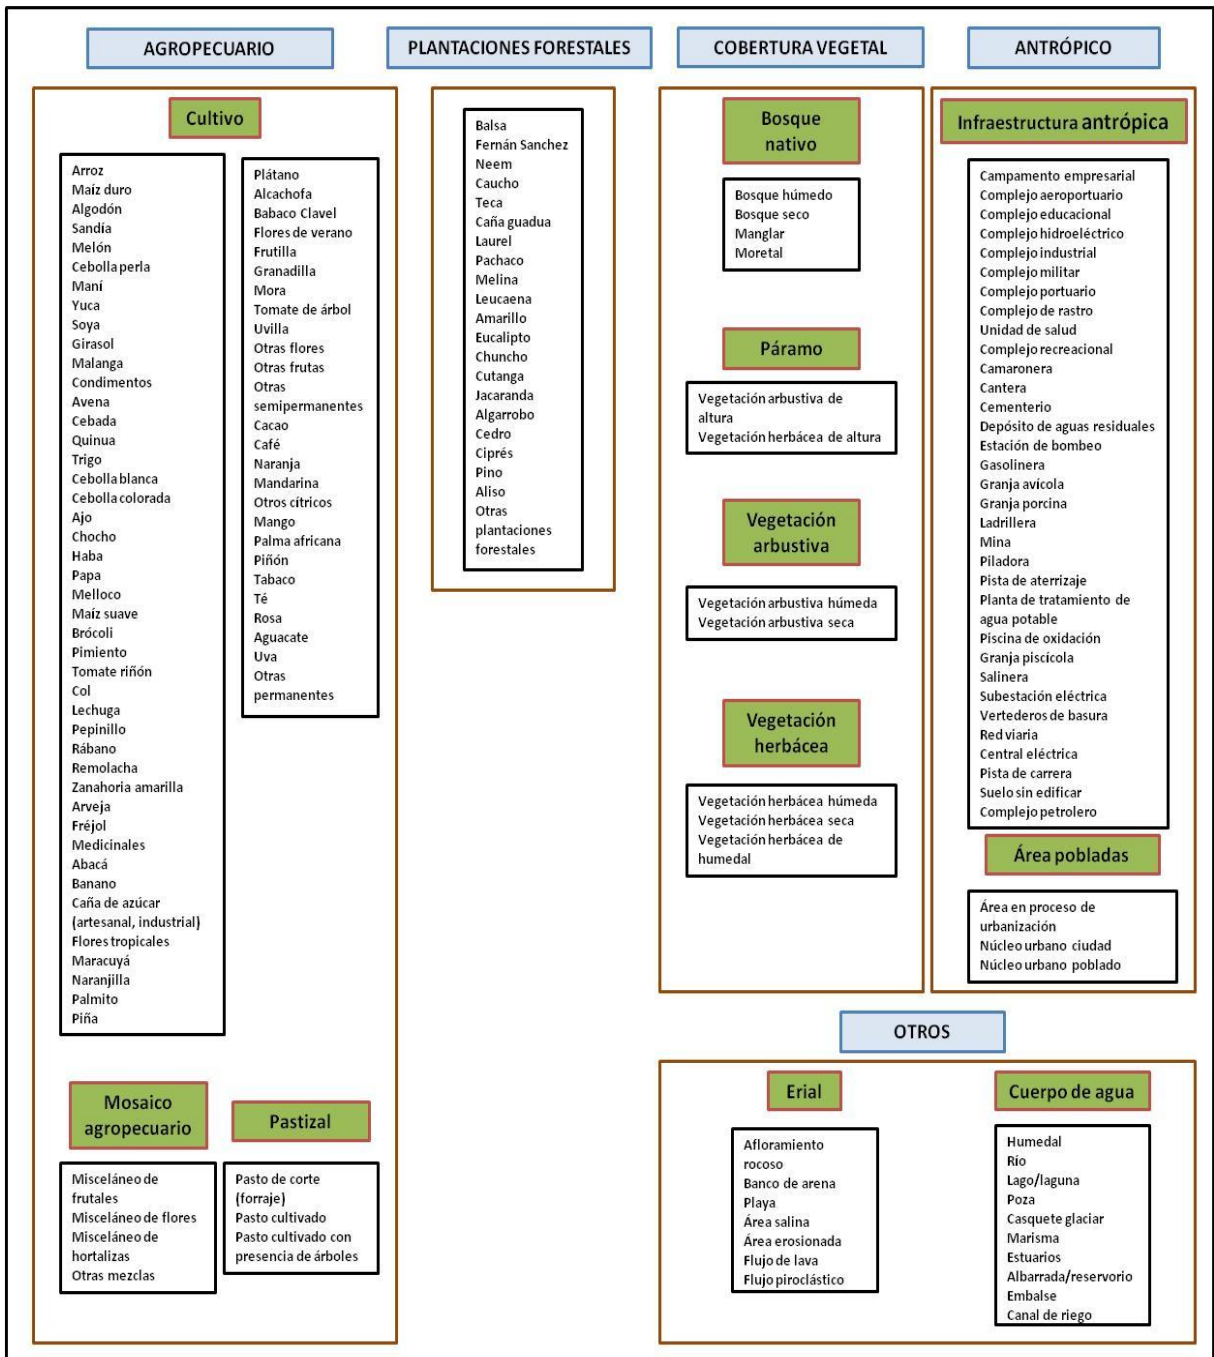 AGROPECUARIO
Cultivo
Arroz
Maíz duro
Algodón
Sandía
Melón
Cebolla perla
Maní
Yuca
Soya
Girasol
Malanga
Condimentos
Avena
Cebada
Quinua
Trigo
Cebolla blanca
Cebolla colorada
Ajo
Chocho
Haba
Papa
Melloco
Maíz suave
Brócoli
Pimiento
Tomate riñón
Col
Lechuga
Pepinillo
Rábano
Remolacha
Zanahoria amarilla
Arveja
Fréjol
Medicinales
Abacá
Banano
Caña de azúcar
(artesanal, industrial)
Flores tropicales
Maracuyá
Naranjilla
Palmito
Piña
Plátano
Alcachofa
Babaco Clavel
Flores de verano
Frutilla
Granadilla
Mora
Tomate de árbol
Uvilla
Otras flores
Otras frutas
Otras
semipermanentes
Cacao
Café
Naranja
Mandarina
Otros cítricos
Mango
Palma africana
Piñón
Tabaco
Té
Rosa
Aguacate
Uva
Otras
permanentes
Mosaico
agropecuario
Misceláneo de
frutales
Misceláneo de flores
Misceláneo de
hortalizas
Otras mezclas
Pastizal
Pasto de corte
(forraje)
Pasto cultivado
Pasto cultivado con
presencia de árboles
PLANTACIONES FORESTALES
Balsa
Fernán Sanchez
Neem
Caucho
Teca
Caña guadua
Laurel
Pachaco
Melina
Leucaena
Amarillo
Eucalipto
Chuncho
Cutanga
Jacaranda
Algarrobo
Cedro
Ciprés
Pino
Aliso
Otras
plantaciones
forestales
COBERTURA VEGETAL
Bosque
nativo
Bosque húmedo
Bosque seco
Manglar
Moretal
Páramo
Vegetación arbustiva de
altura
Vegetación herbácea de altura
Vegetación
arbustiva
Vegetación arbustiva húmeda
Vegetación arbustiva seca
Vegetación
herbácea
Vegetación herbácea húmeda
Vegetación herbácea seca
Vegetación herbácea de
humedal
ANTRÓPICO
Infraestructura antrópica
Campamento empresarial
Complejo aeroportuario
Complejo educacional
Complejo hidroeléctrico
Complejo industrial
Complejo militar
Complejo portuario
Complejo de rastro
Unidad de salud
Complejo recreacional
Camaronera
Cantera
Cementerio
Depósito de aguas residuales
Estación de bombeo
Gasolinera
Granja avícola
Granja porcina
Ladrillera
Mina
Piladora
Pista de aterrizaje
Planta de tratamiento de
agua potable
Piscina de oxidación
Granja piscícola
Salinera
Subestación eléctrica
Vertederos de basura
Red viaria
Central eléctrica
Pista de carrera
Suelo sin edificar
Complejo petrolero
Área pobladas
Área en proceso de
urbanización
Núcleo urbano ciudad
Núcleo urbano poblado
OTROS
Erial
Afloramiento
rocoso
Banco de arena
Playa
Área salina
Área erosionada
Flujo de lava
Flujo piroclástico
Cuerpo de agua
Humedal
Río
Lago/laguna
Poza
Casquete glaciar
Marisma
Estuarios
Albarrada/reservorio
Embalse
Canal de riego